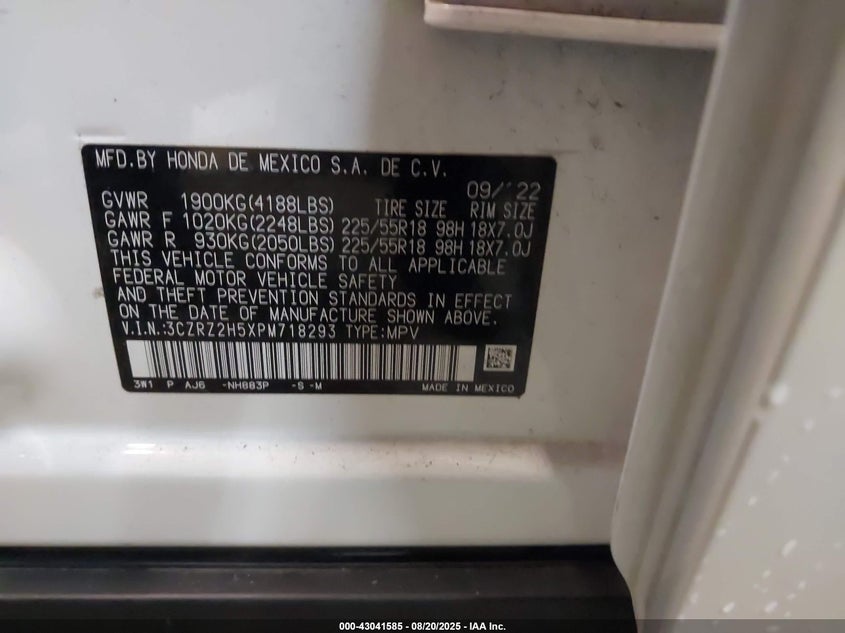 MFD.BY HONDA DE MEXICO S.A. DE C.V.
09/'22
GVWR 1900KG(4188LBS) TIRE SIZE RIM SIZE
GAWR F 1020KG(2248LBS) 225/55R18 98H 18X7.0J
GAWR R 930KG(2050LBS) 225/55R18 98H 18X7.0J
THIS VEHICLE CONFORMS TO ALL APPLICABLE
FEDERAL MOTOR VEHICLE SAFETY
AND THEFT PREVENTION STANDARDS IN EFFECT
ON THE DATE OF MANUFACTURE SHOWN ABOVE.
V.I.N.:3CZRZ2H5XPM718293 TYPE:MPV
3W1 P AJ6 -NH883P -S -M MADE IN MEXICO
000-43041585 - 08/20/2025 - IAA Inc.